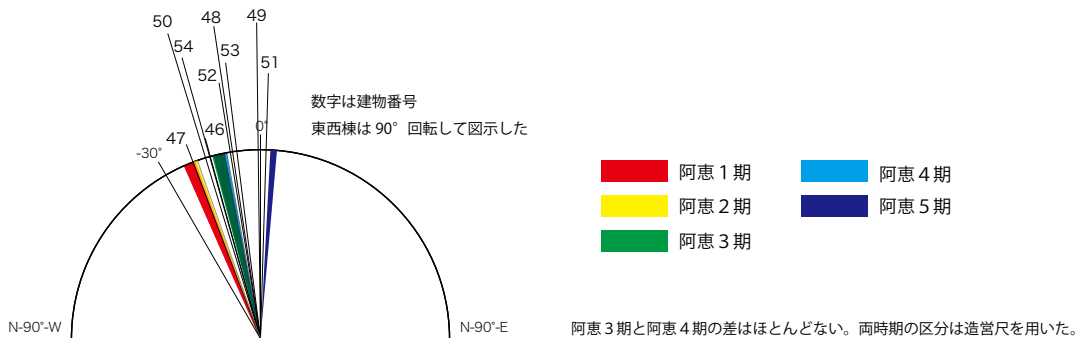 50
48
49
54
53
51
52
数字は建物番号
0°
東西棟は 90° 回転して図示した
46
47
-30°
阿恵１期
阿恵２期
阿恵３期
阿恵４期
阿恵５期
N-90°-W
N-90°-E
阿恵３期と阿恵４期の差はほとんどない。両時期の区分は造営尺を用いた。